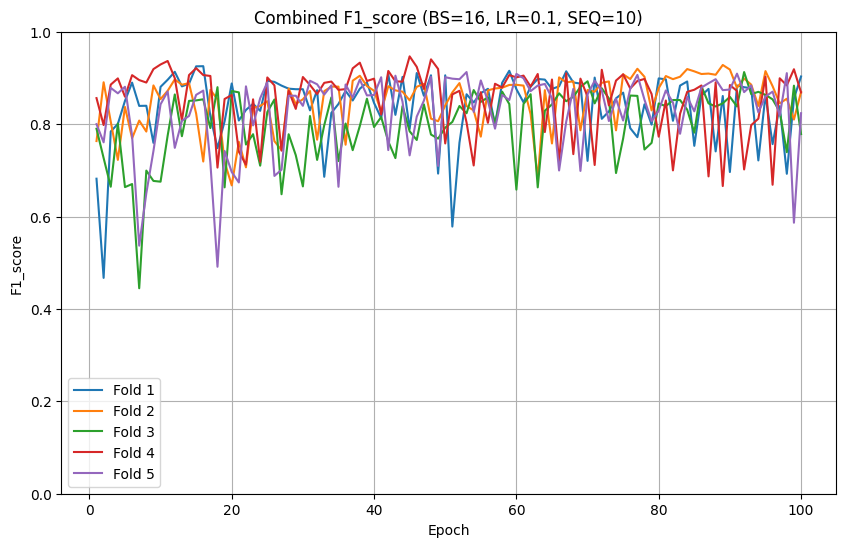 Combined F1_score (BS=16, LR=0.1, SEQ=10)
1.0
0.8
0.6
0.4
0.2
0.0
F1_score
Fold 1
Fold 2
Fold 3
Fold 4
Fold 5
0 20 40 60 80 100
Epoch